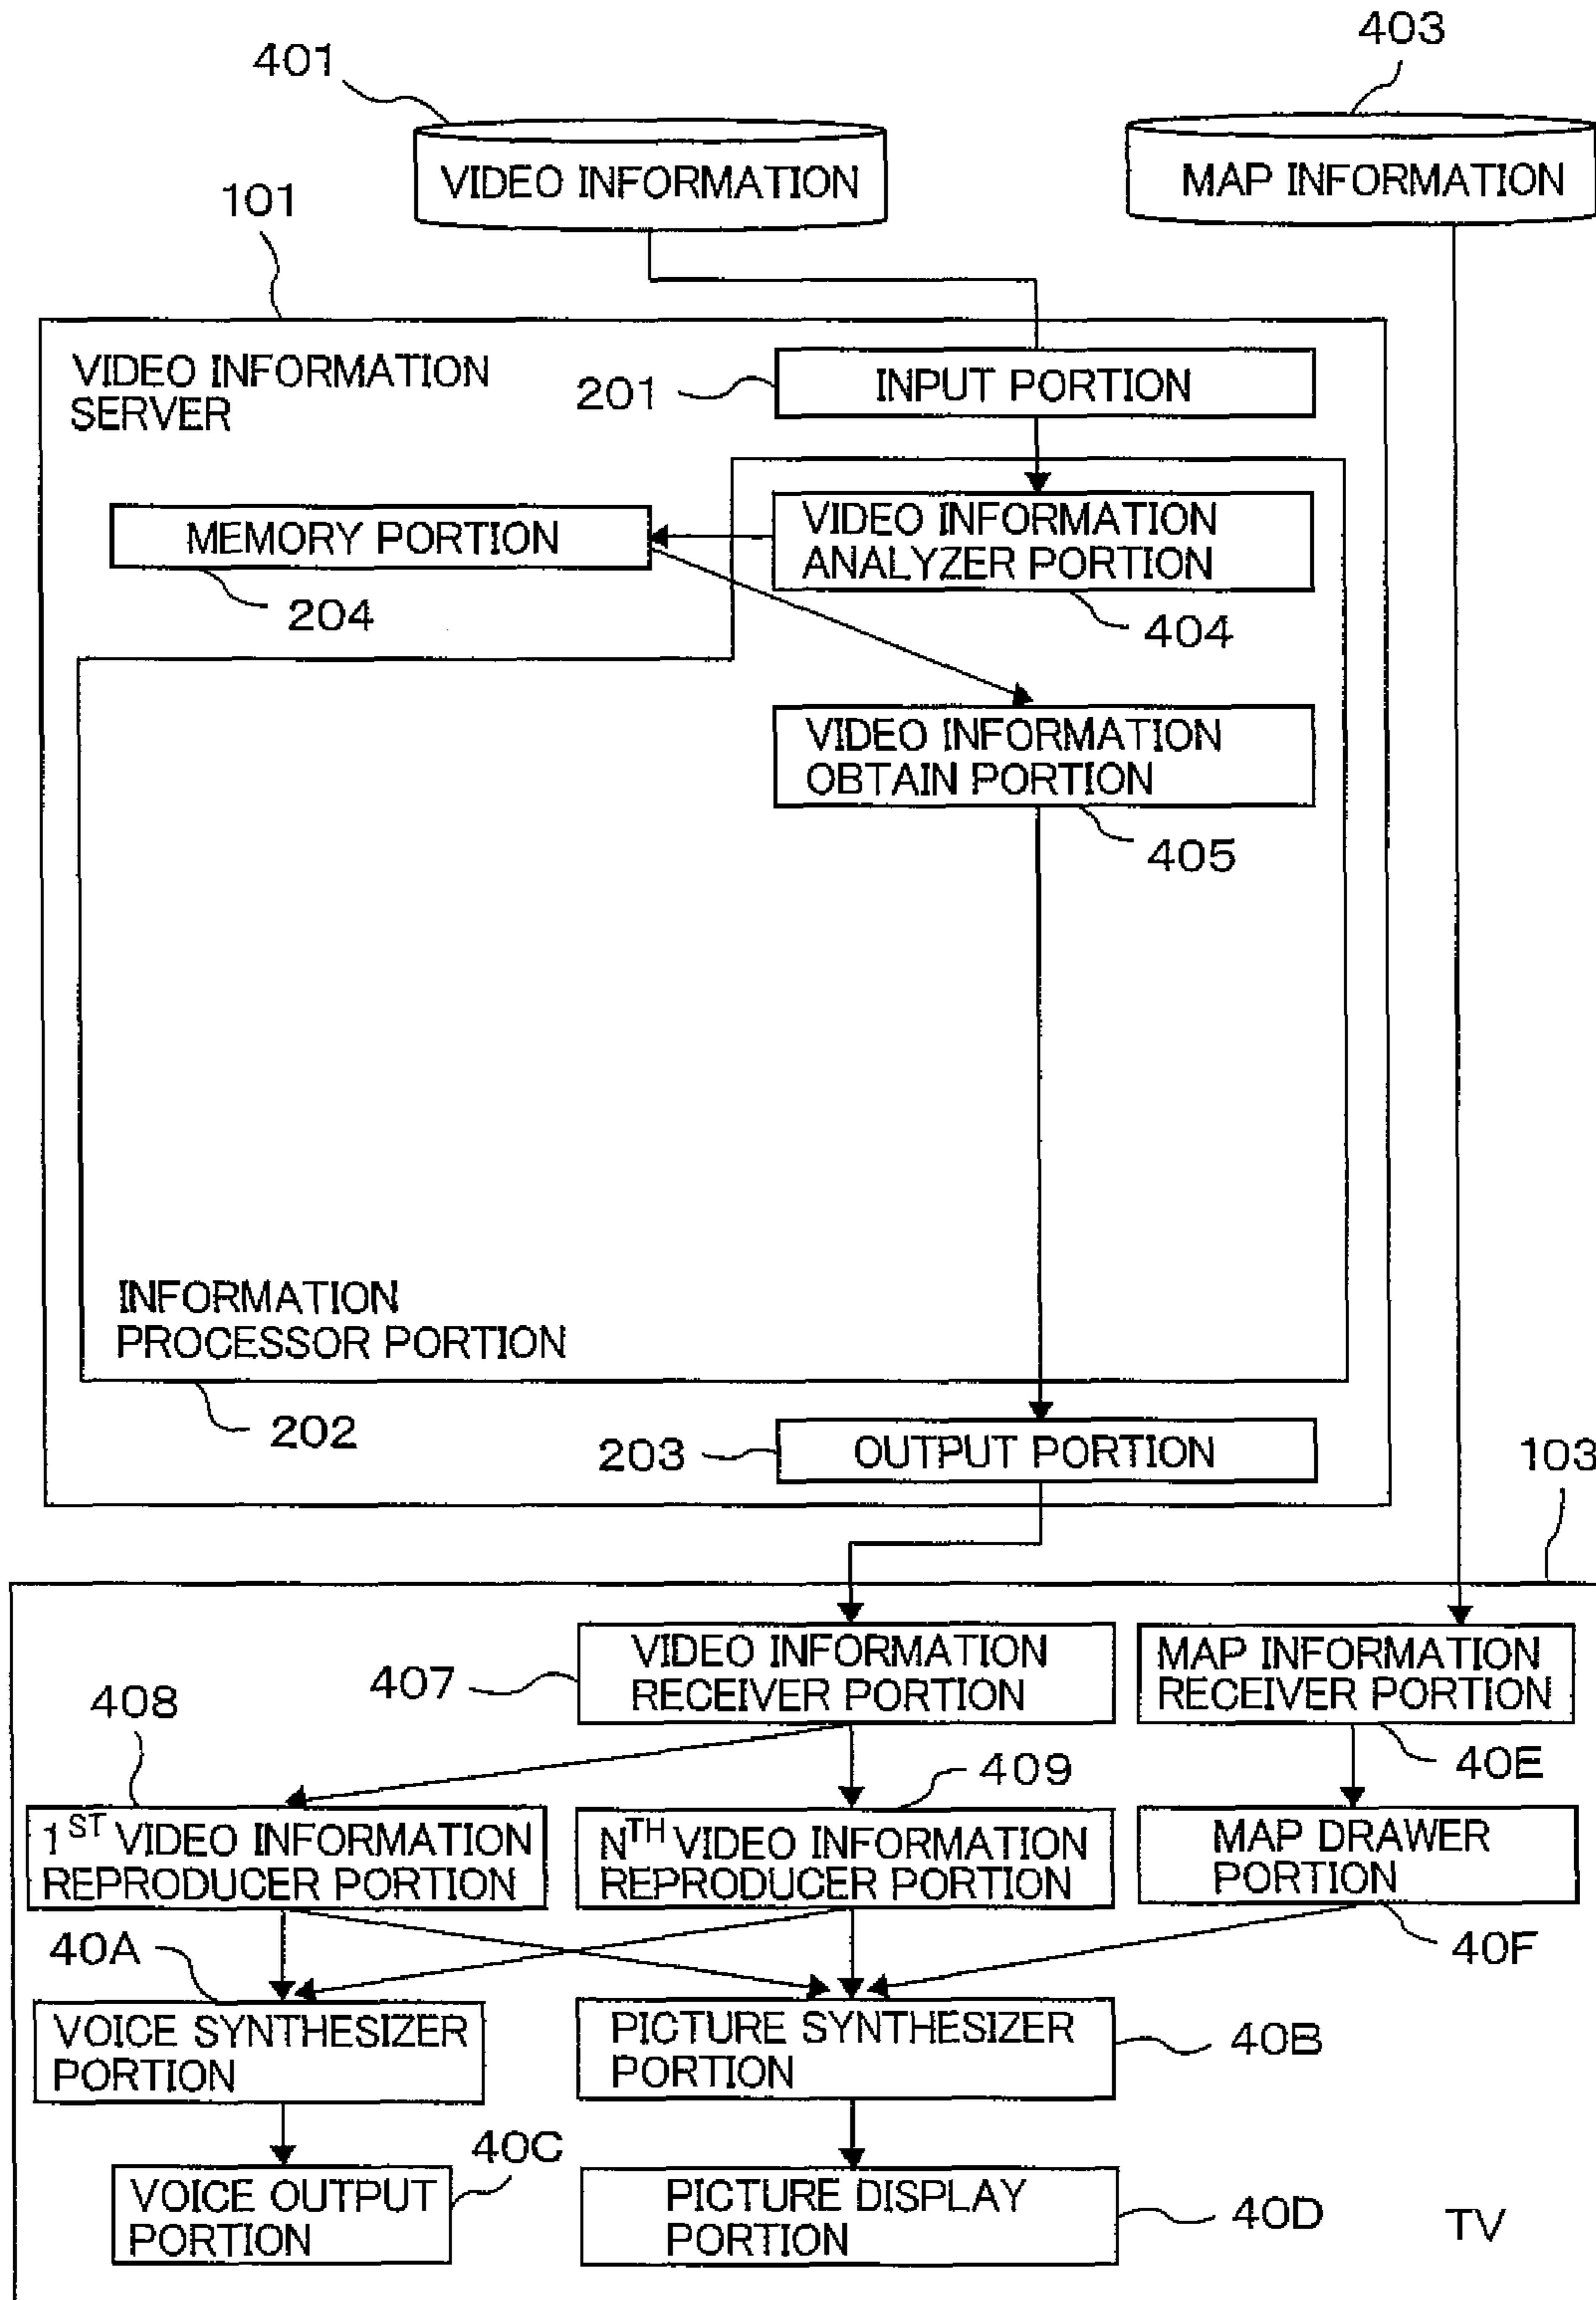 401
403
VIDEO INFORMATION
MAP INFORMATION
101
VIDEO INFORMATION
SERVER
201
INPUT PORTION
MEMORY PORTION
VIDEO INFORMATION
ANALYZER PORTION
204
404
VIDEO INFORMATION
OBTAIN PORTION
405
INFORMATION
PROCESSOR PORTION
202
203
OUTPUT PORTION
103
407
VIDEO INFORMATION
RECEIVER PORTION
MAP INFORMATION
RECEIVER PORTION
408
409
40E
1ST VIDEO INFORMATION
REPRODUCER PORTION
NTH VIDEO INFORMATION
REPRODUCER PORTION
MAP DRAWER
PORTION
40A
40F
VOICE SYNTHESIZER
PORTION
PICTURE SYNTHESIZER
PORTION
40B
40C
VOICE OUTPUT
PORTION
PICTURE DISPLAY
PORTION
40D
TV